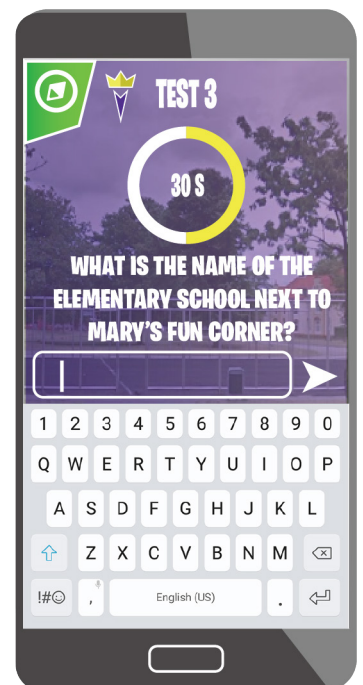 TEST 3
30 S
WHAT IS THE NAME OF THE
ELEMENTARY SCHOOL NEXT TO
MARY'S FUN CORNER?
1 2 3 4 5 6 7 8 9 0
Q W E R T Y U I O P
A S D F G H J K L
Z X C V B N M
!#☺ , English (US) .